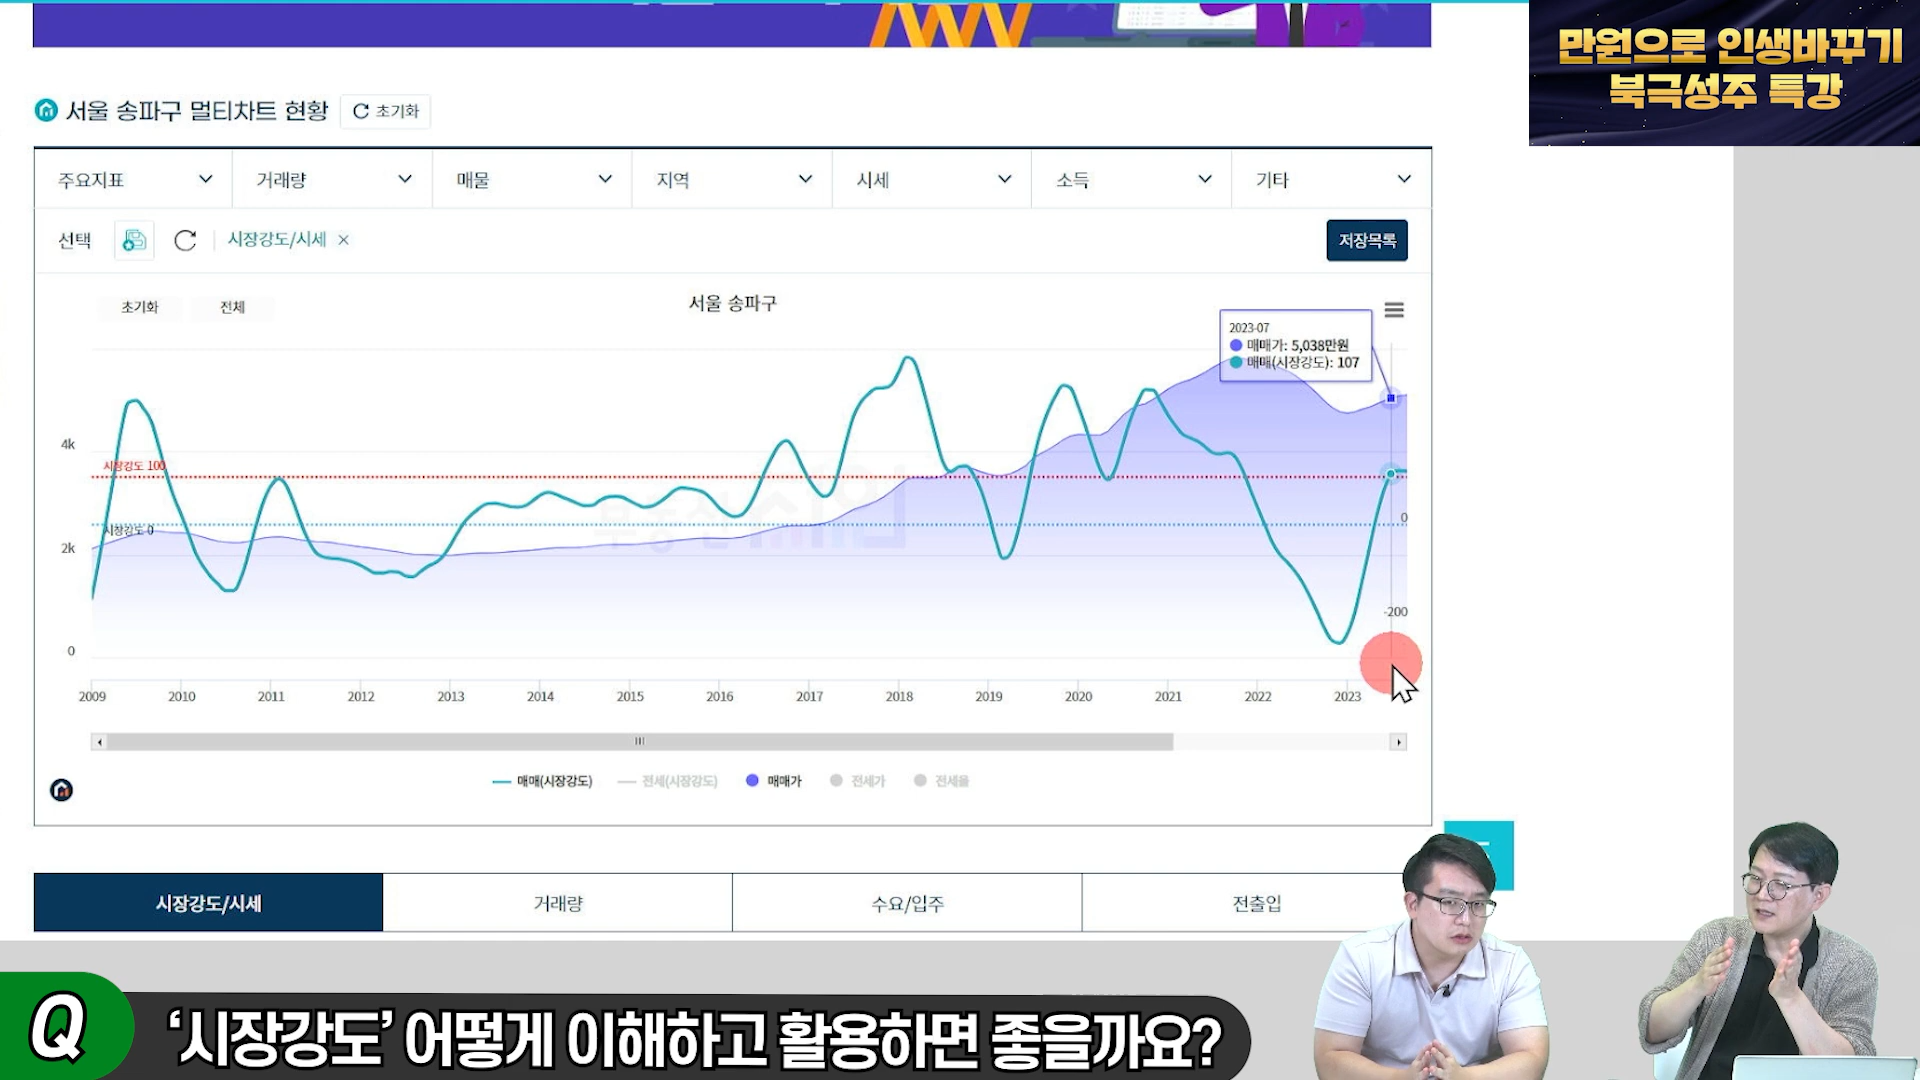 만원으로 인생바꾸기
북극성주 특강
서울 송파구 멀티차트 현황
초기화
주요지표
거래량
매물
지역
시세
소득
기타
선택
시장강도/시세 ×
저장목록
초기화
전체
서울 송파구
2023-07
매매가: 5,038만원
매매(시장강도): 107
4k
시장강도 100
시장강도 0
0
2k
-200
0
2009 2010 2011 2012 2013 2014 2015 2016 2017 2018 2019 2020 2021 2022 2023
매매(시장강도)
전세(시장강도)
매매가
전세가
전세율
시장강도/시세
거래량
수요/입주
전출입
Q
‘시장강도’ 어떻게 이해하고 활용하면 좋을까요?